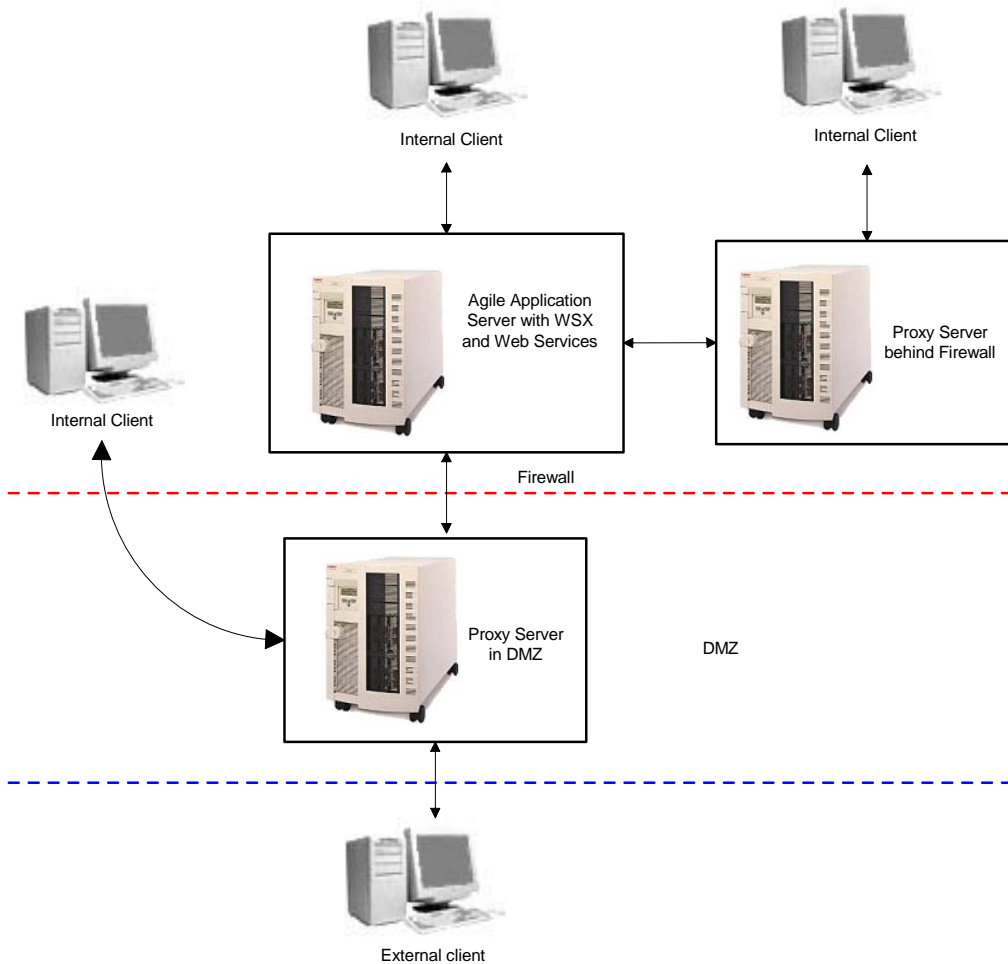 Internal Client
Internal Client
Agile Application
Server with WSX
and Web Services
Proxy Server
behind Firewall
Internal Client
Firewall
Proxy Server
in DMZ
DMZ
External client